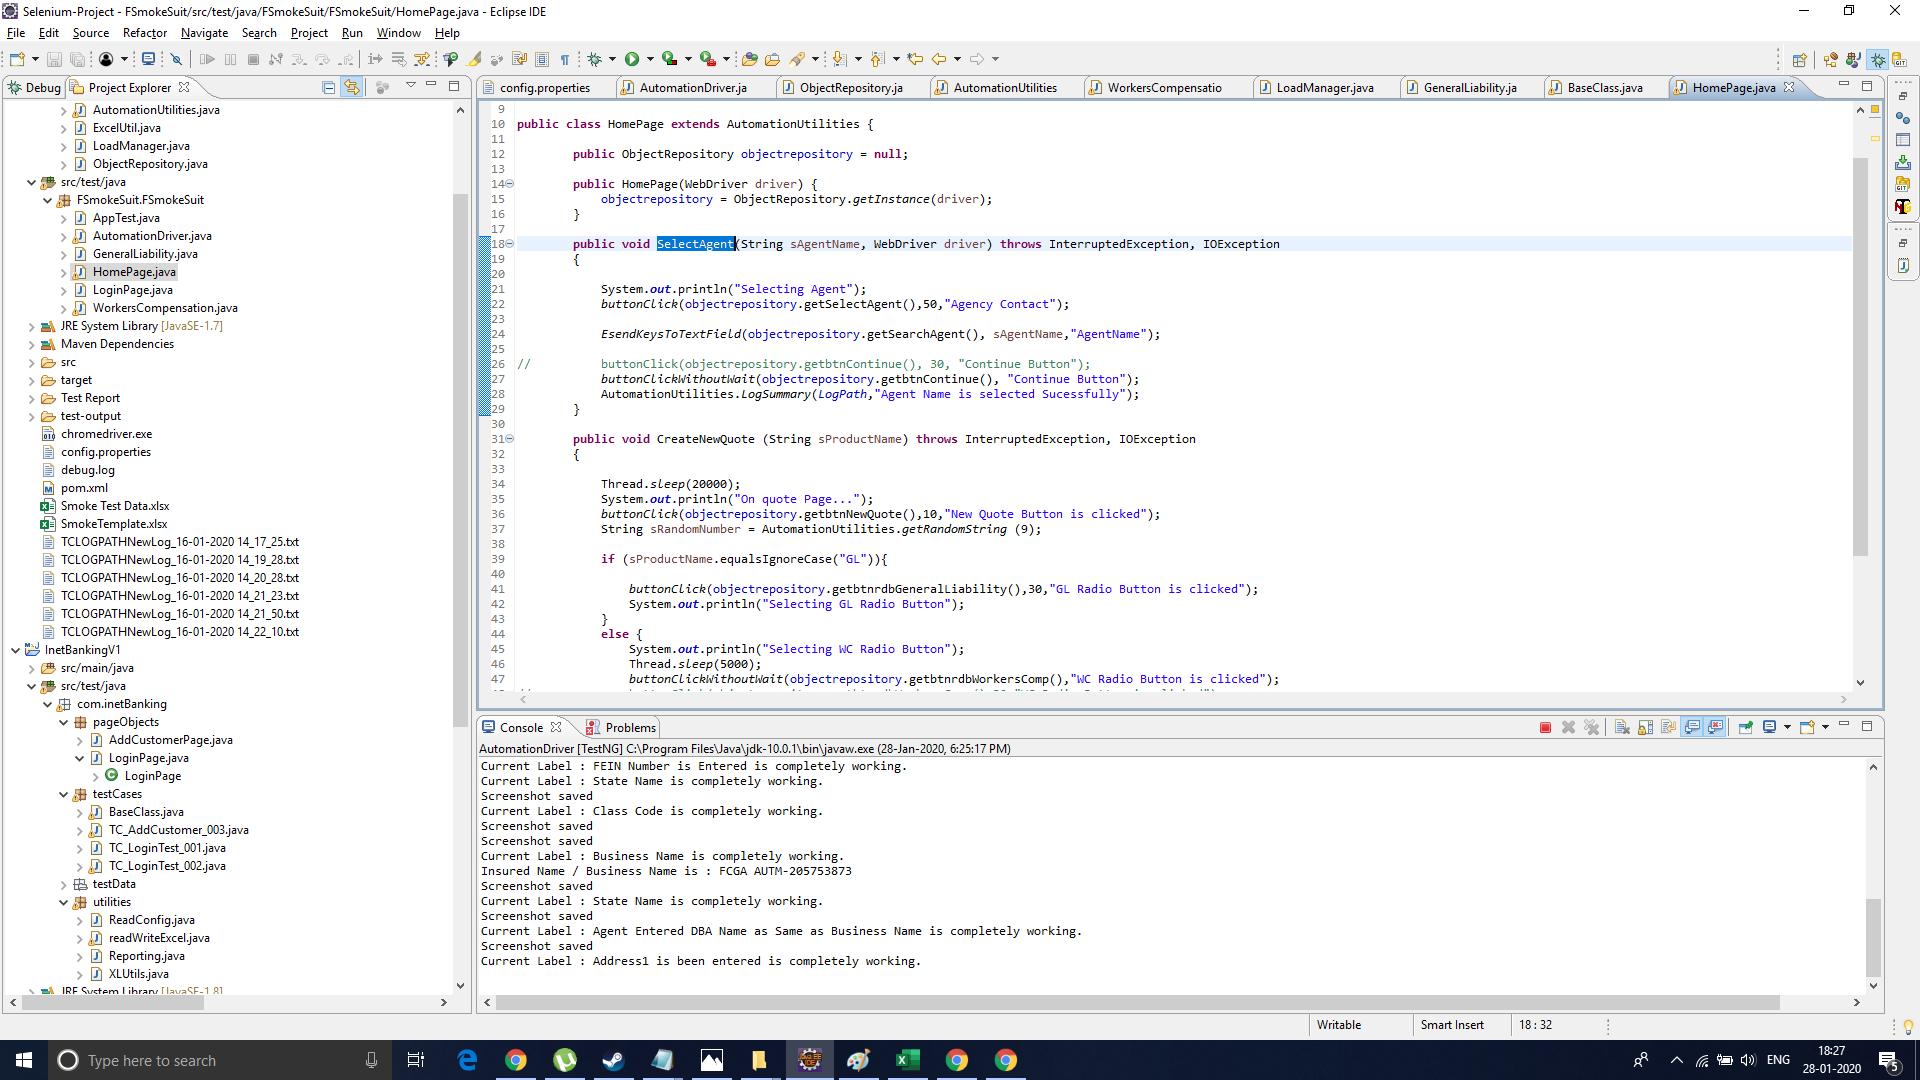 Selenium-Project - FSmokeSuit/src/test/java/FSmokeSuit/FSmokeSuit/HomePage.java - Eclipse IDE
File Edit Source Refactor Navigate Search Project Run Window Help
Debug Project Explorer
AutomationUtilities.java
ExcelUtil.java
LoadManager.java
ObjectRepository.java
src/test/java
FSmokeSuit.FSmokeSuit
AppTest.java
AutomationDriver.java
GeneralLiability.java
HomePage.java
LoginPage.java
WorkersCompensation.java
JRE System Library [JavaSE-1.7]
Maven Dependencies
src
target
Test Report
test-output
chromedriver.exe
config.properties
debug.log
pom.xml
Smoke Test Data.xlsx
SmokeTemplate.xlsx
TCLOGPATHNewLog_16-01-2020 14_17_25.txt
TCLOGPATHNewLog_16-01-2020 14_19_28.txt
TCLOGPATHNewLog_16-01-2020 14_20_28.txt
TCLOGPATHNewLog_16-01-2020 14_21_23.txt
TCLOGPATHNewLog_16-01-2020 14_21_50.txt
TCLOGPATHNewLog_16-01-2020 14_22_10.txt
InetBankingV1
src/main/java
src/test/java
com.inetBanking
pageObjects
AddCustomerPage.java
LoginPage.java
LoginPage
testCases
BaseClass.java
TC_AddCustomer_003.java
TC_LoginTest_001.java
TC_LoginTest_002.java
testData
utilities
ReadConfig.java
readWriteExcel.java
Reporting.java
XLUtils.java
JRE System Library [JavaSE-1.8]
config.properties AutomationDriver.ja ObjectRepository.ja AutomationUtilities WorkersCompensatio LoadManager.java GeneralLiability.ja BaseClass.java HomePage.java
9
10 public class HomePage extends AutomationUtilities {
11
12 public ObjectRepository objectrepository = null;
13
14 public HomePage(WebDriver driver) {
15 objectrepository = ObjectRepository.getInstance(driver);
16 }
17
18 public void SelectAgent(String sAgentName, WebDriver driver) throws InterruptedException, IOException
19 {
20
21 System.out.println("Selecting Agent");
22 buttonClick(objectrepository.getSelectAgent(),50,"Agency Contact");
23
24 EsendKeysToTextField(objectrepository.getSearchAgent(), sAgentName,"AgentName");
25
26 // buttonClick(objectrepository.getbtnContinue(), 30, "Continue Button");
27 buttonClickWithoutWait(objectrepository.getbtnContinue(), "Continue Button");
28 AutomationUtilities.LogSummary(LogPath,"Agent Name is selected Sucessfully");
29 }
30
31 public void CreateNewQuote (String sProductName) throws InterruptedException, IOException
32 {
33
34 Thread.sleep(20000);
35 System.out.println("On quote Page...");
36 buttonClick(objectrepository.getbtnNewQuote(),10,"New Quote Button is clicked");
37 String sRandomNumber = AutomationUtilities.getRandomString (9);
38
39 if (sProductName.equalsIgnoreCase("GL")){
40
41 buttonClick(objectrepository.getbtnrdbGeneralLiability(),30,"GL Radio Button is clicked");
42 System.out.println("Selecting GL Radio Button");
43 }
44 else {
45 System.out.println("Selecting WC Radio Button");
46 Thread.sleep(5000);
47 buttonClickWithoutWait(objectrepository.getbtnrdbWorkersComp(),"WC Radio Button is clicked");
Console Problems
AutomationDriver [TestNG] C:\Program Files\Java\jdk-10.0.1\bin\javaw.exe (28-Jan-2020, 6:25:17 PM)
Current Label : FEIN Number is Entered is completely working.
Current Label : State Name is completely working.
Screenshot saved
Current Label : Class Code is completely working.
Screenshot saved
Screenshot saved
Current Label : Business Name is completely working.
Insured Name / Business Name is : FCGA AUTM-205753873
Screenshot saved
Current Label : State Name is completely working.
Screenshot saved
Current Label : Agent Entered DBA Name as Same as Business Name is completely working.
Screenshot saved
Current Label : Address1 is been entered is completely working.
Writable Smart Insert 18 : 32
Type here to search
ENG
18:27
28-01-2020
5